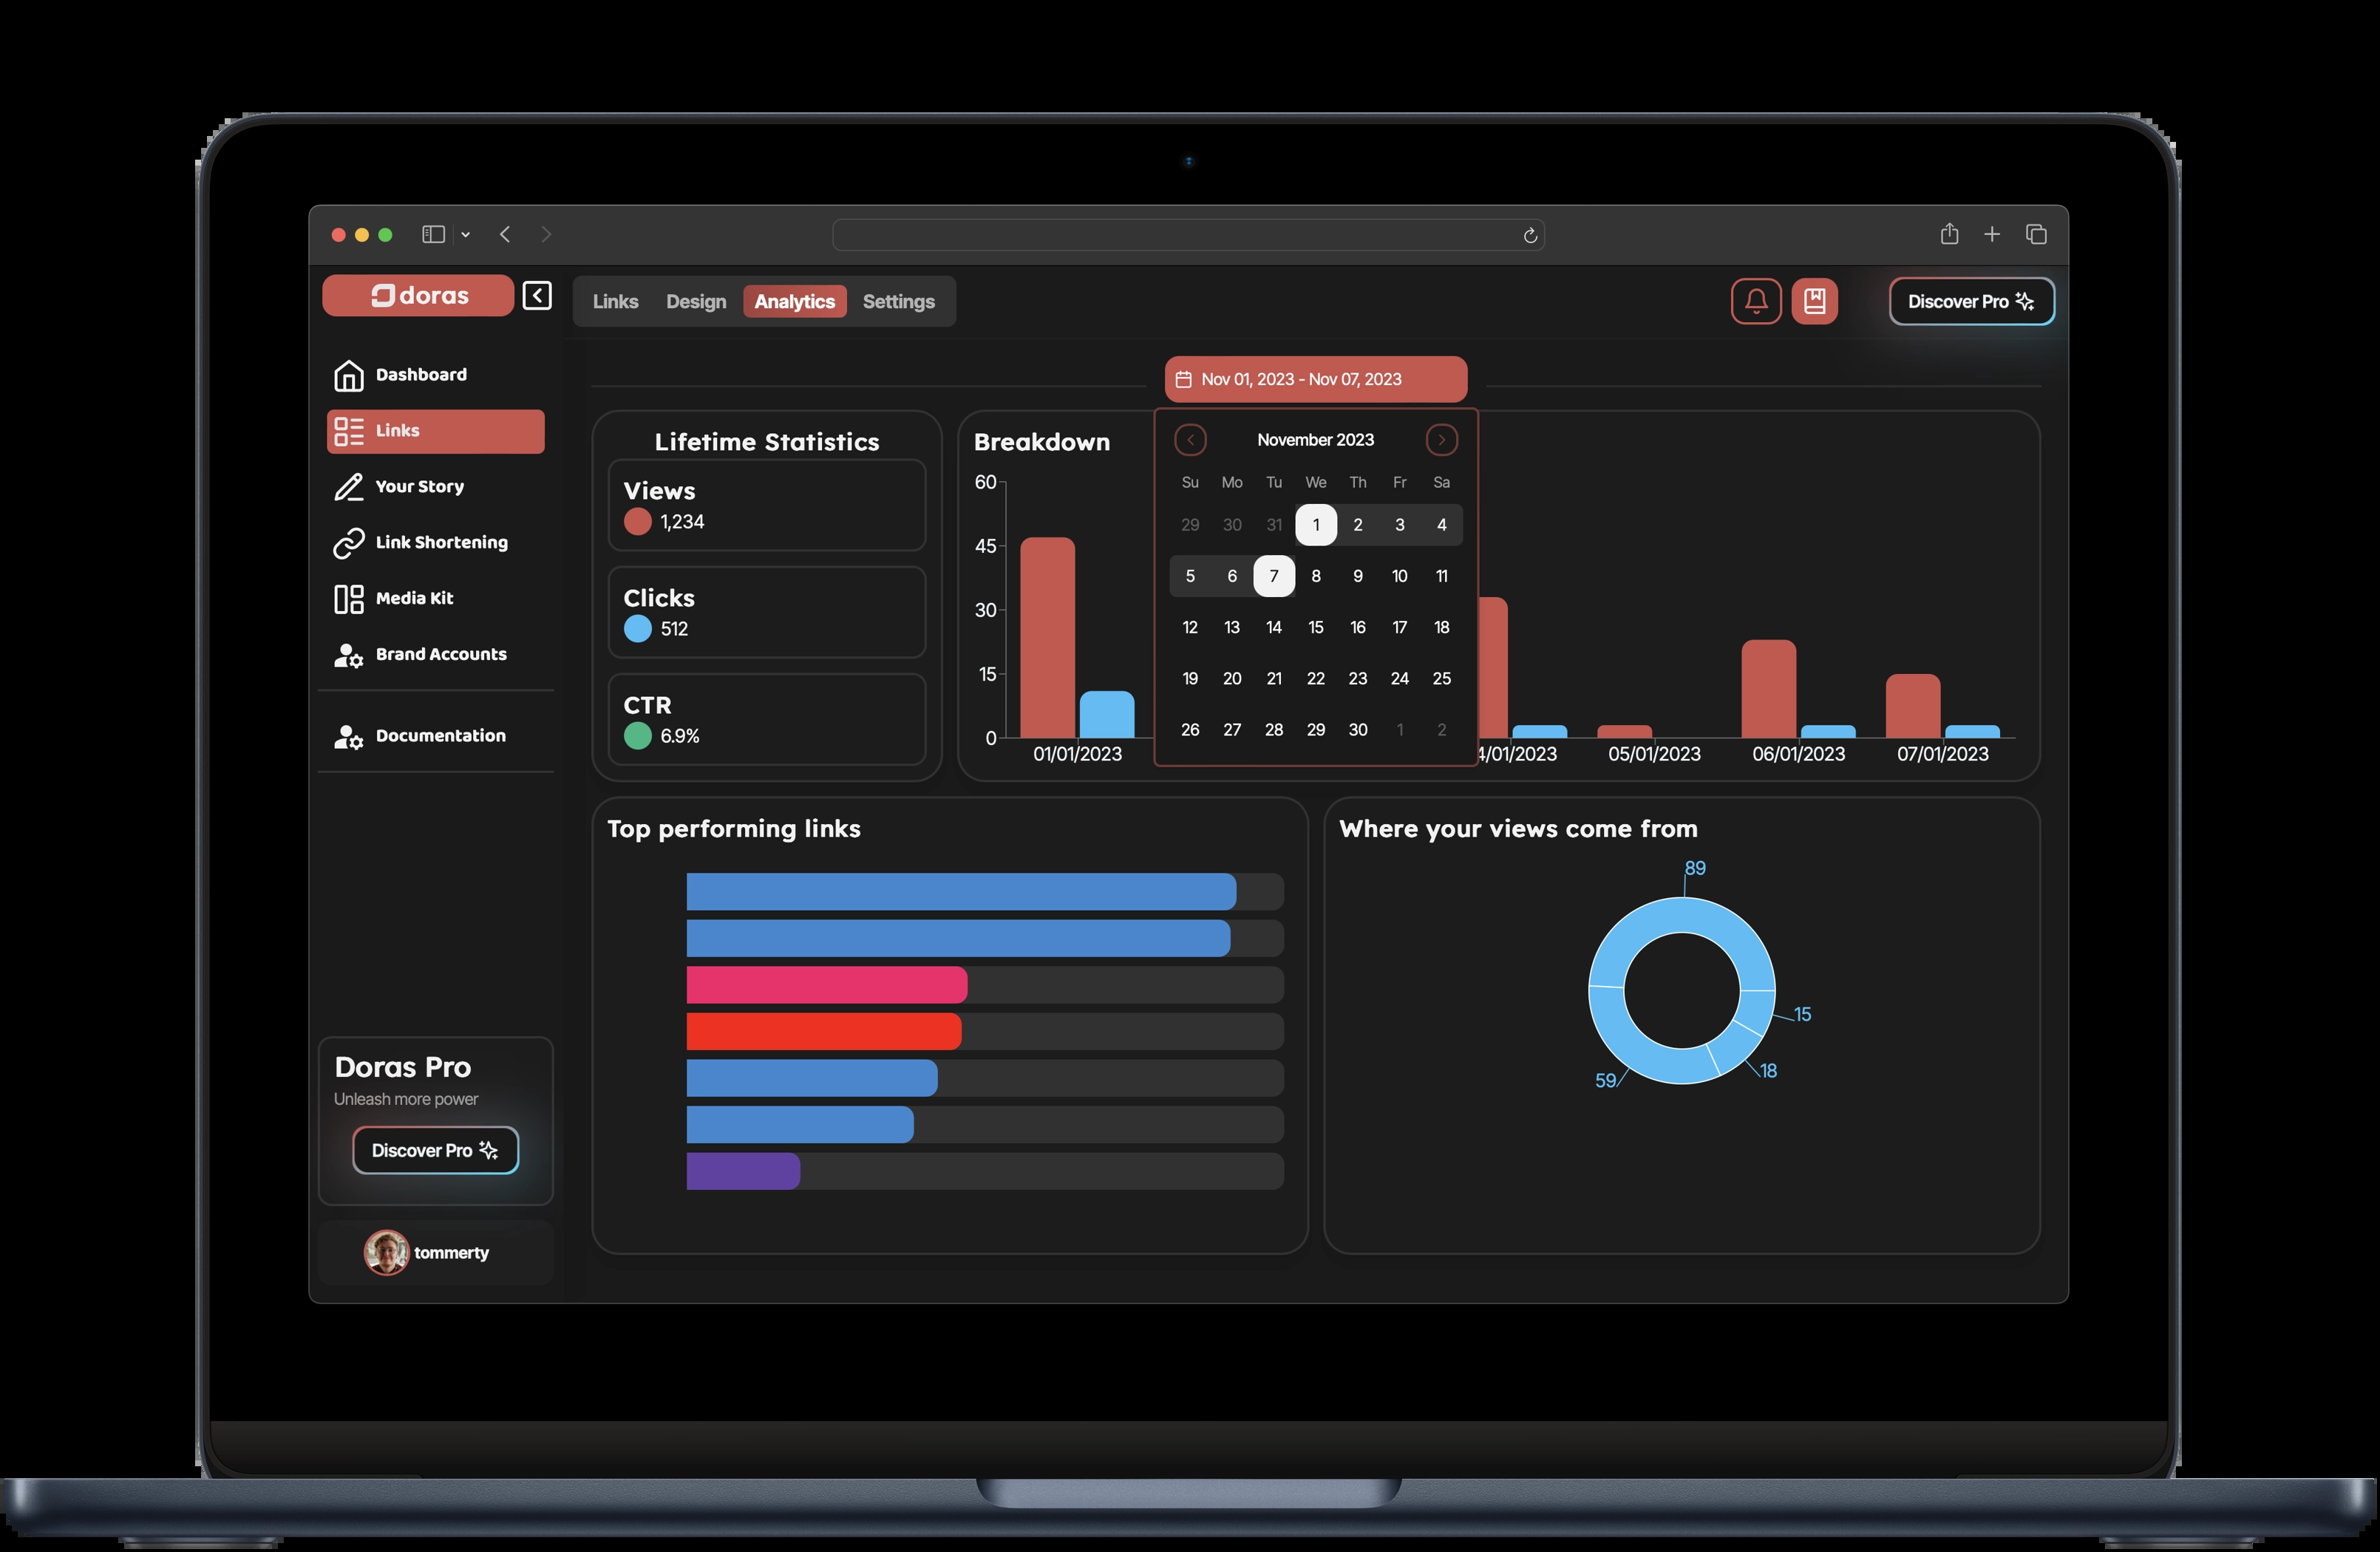 doras
Links Design Analytics Settings
Discover Pro
Dashboard
Links
Your Story
Link Shortening
Media Kit
Brand Accounts
Documentation
Doras Pro
Unleash more power
Discover Pro
tommerty
Nov 01, 2023 - Nov 07, 2023
Lifetime Statistics
Views
1,234
Clicks
512
CTR
6.9%
Breakdown
60
45
30
15
0
01/01/2023 4/01/2023 05/01/2023 06/01/2023 07/01/2023
November 2023
Su Mo Tu We Th Fr Sa
29 30 31 1 2 3 4
5 6 7 8 9 10 11
12 13 14 15 16 17 18
19 20 21 22 23 24 25
26 27 28 29 30 1 2
Top performing links
Where your views come from
89
15
18
59